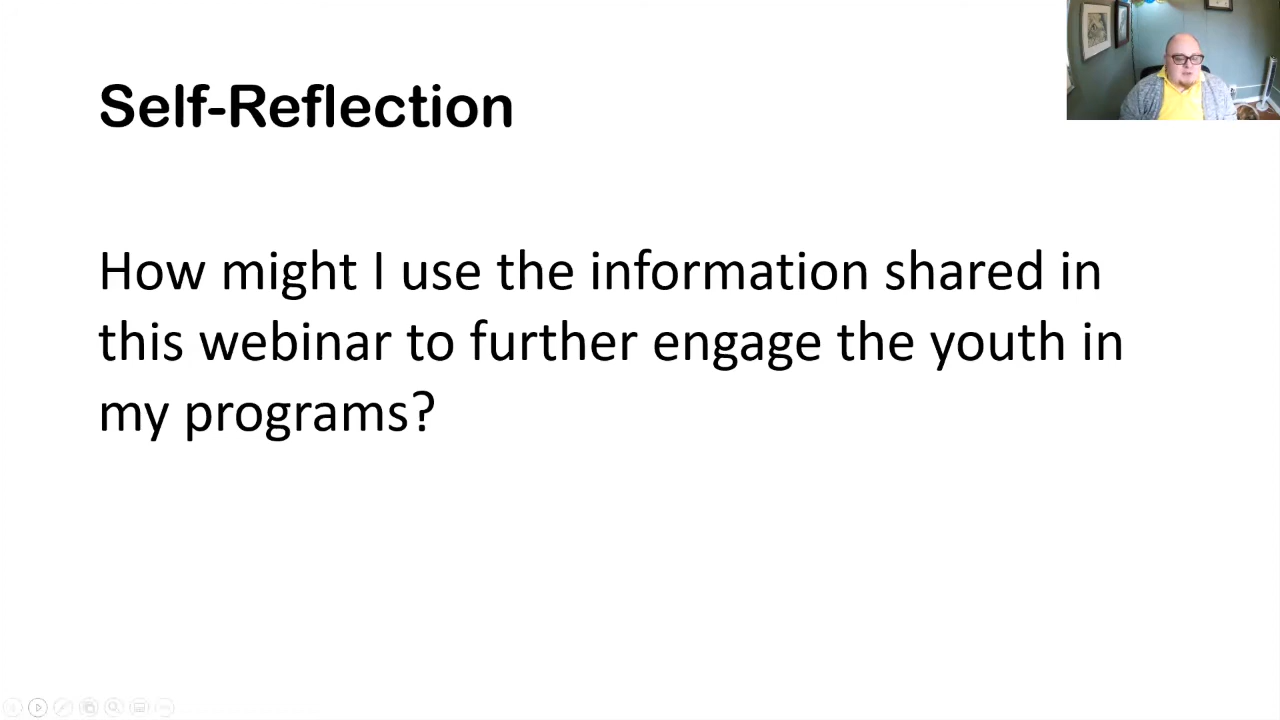 Self-Reflection
How might I use the information shared in
this webinar to further engage the youth in
my programs?